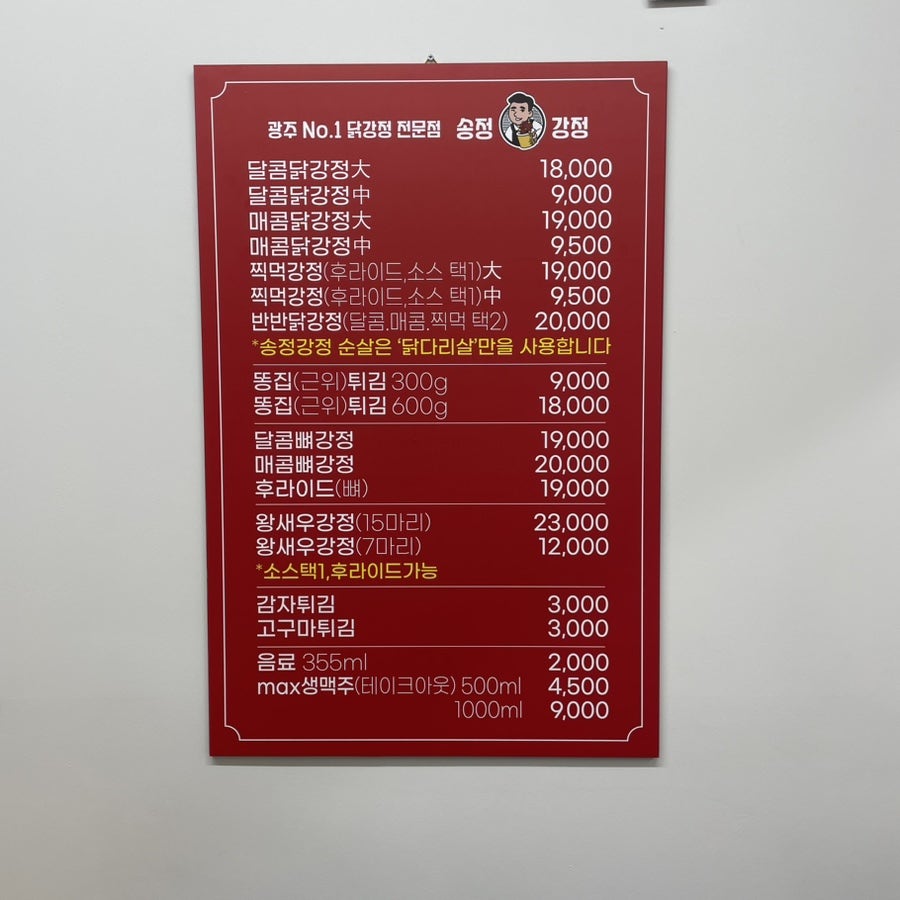 광주 No.1 닭강정 전문점 송정 강정
달콤닭강정大 18,000
달콤닭강정中 9,000
매콤닭강정大 19,000
매콤닭강정中 9,500
찍먹강정(후라이드,소스 택1)大 19,000
찍먹강정(후라이드,소스 택1)中 9,500
반반닭강정(달콤.매콤.찍먹 택2) 20,000
*송정강정 순살은 '닭다리살'만을 사용합니다
똥집(근위)튀김 300g 9,000
똥집(근위)튀김 600g 18,000
달콤뼈강정 19,000
매콤뼈강정 20,000
후라이드(뼈) 19,000
왕새우강정(15마리) 23,000
왕새우강정(7마리) 12,000
*소스택1,후라이드가능
감자튀김 3,000
고구마튀김 3,000
음료 355ml 2,000
max생맥주(테이크아웃) 500ml 4,500
1000ml 9,000